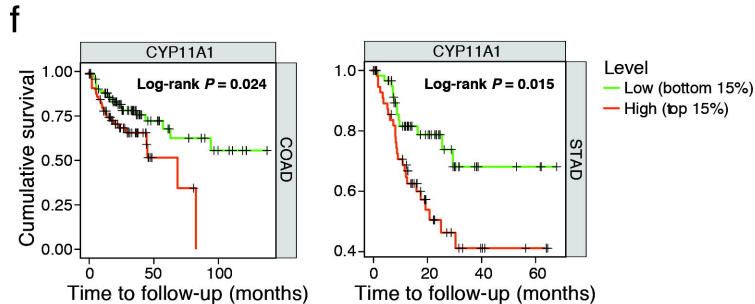 f
CYP11A1
CYP11A1
Log-rank P = 0.024
Log-rank P = 0.015
Level
Low (bottom 15%)
High (top 15%)
Cumulative survival
1.00
0.75
0.50
0.25
0.00
COAD
1.0
0.8
0.6
0.4
STAD
0 50 100
0 20 40 60
Time to follow-up (months)
Time to follow-up (months)